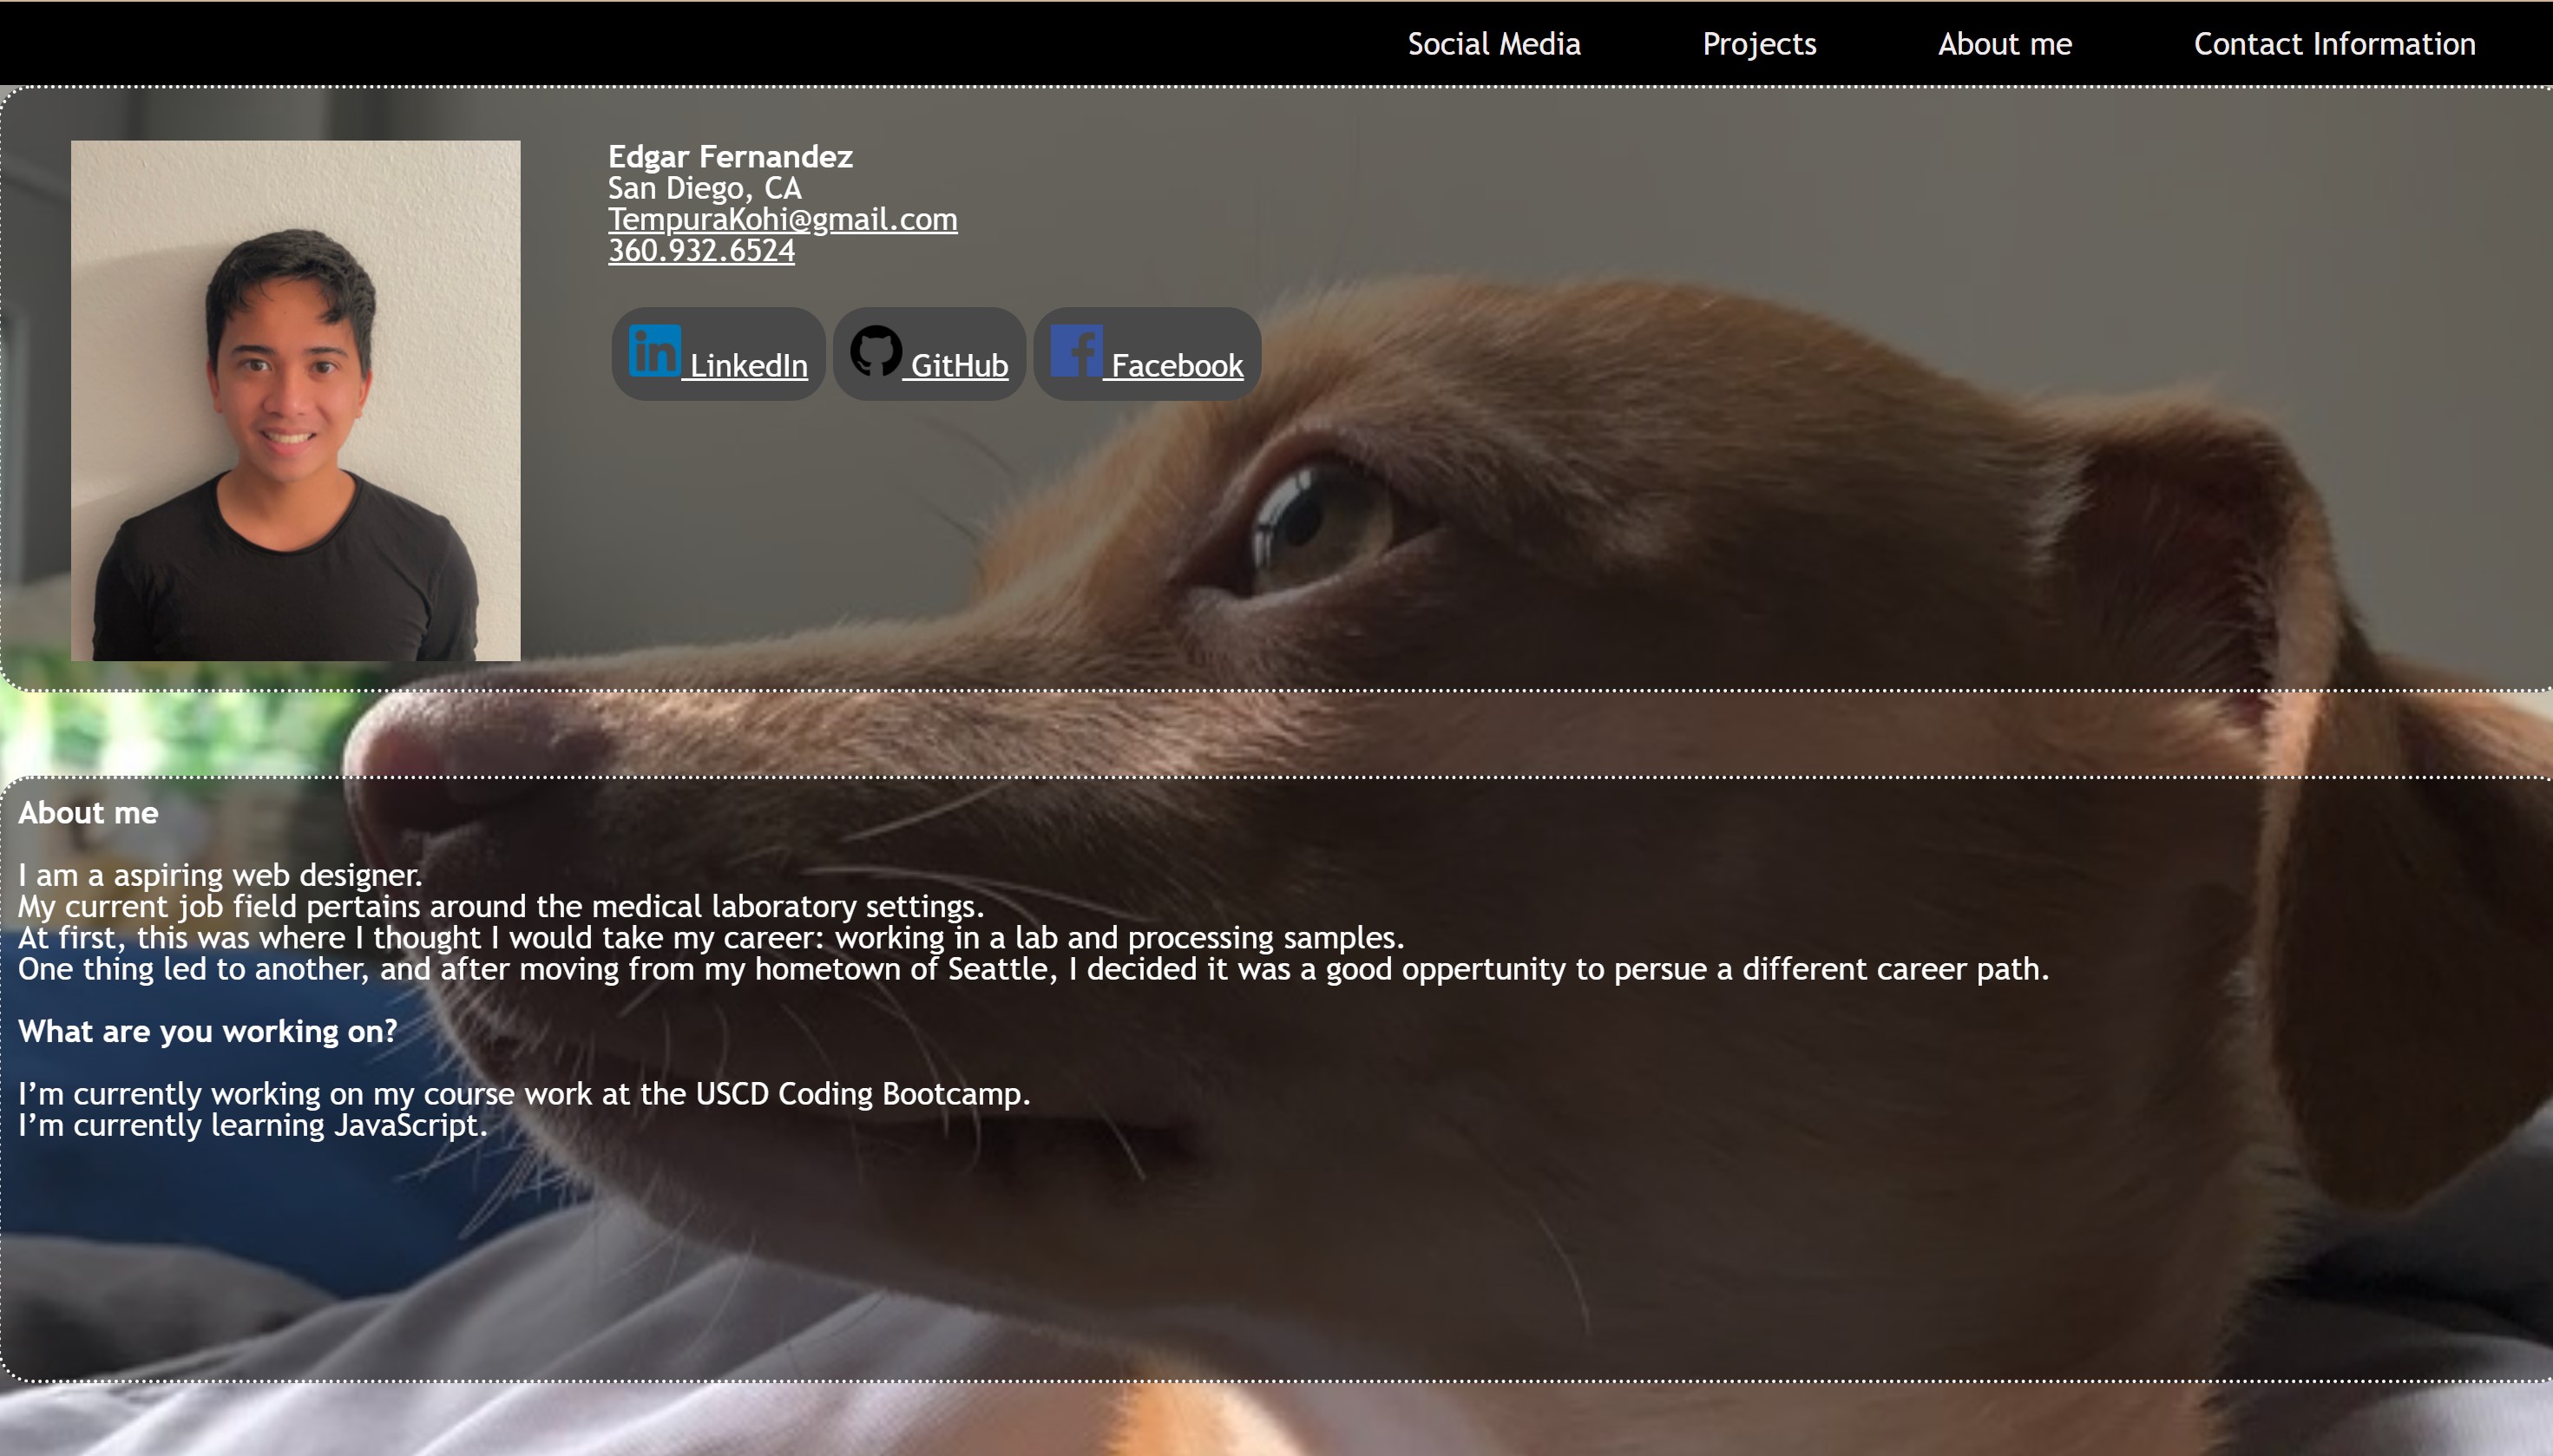 Social Media Projects About me Contact Information
Edgar Fernandez
San Diego, CA
TempuraKohi@gmail.com
360.932.6524
in LinkedIn GitHub f Facebook
About me
I am a aspiring web designer.
My current job field pertains around the medical laboratory settings.
At first, this was where I thought I would take my career: working in a lab and processing samples.
One thing led to another, and after moving from my hometown of Seattle, I decided it was a good oppertunity to persue a different career path.
What are you working on?
I’m currently working on my course work at the USCD Coding Bootcamp.
I’m currently learning JavaScript.